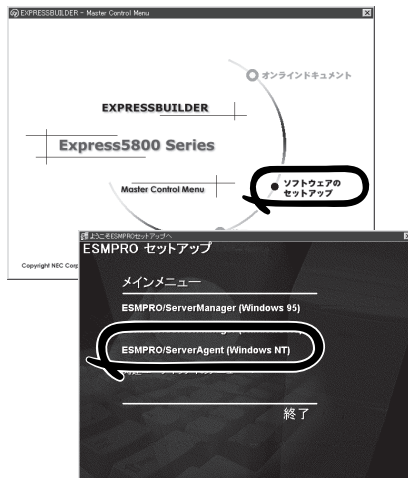 EXPRESSBUILDER - Master Control Menu
オンラインドキュメント
EXPRESSBUILDER
Express5800 Series
ソフトウェアの
セットアップ
Master Control Menu
Copyright NEC Corp
ようこそESMPROセットアップへ
ESMPRO セットアップ
メインメニュー
ESMPRO/ServerManager (Windows 95)
ESMPRO/ServerAgent (Windows NT)
終了